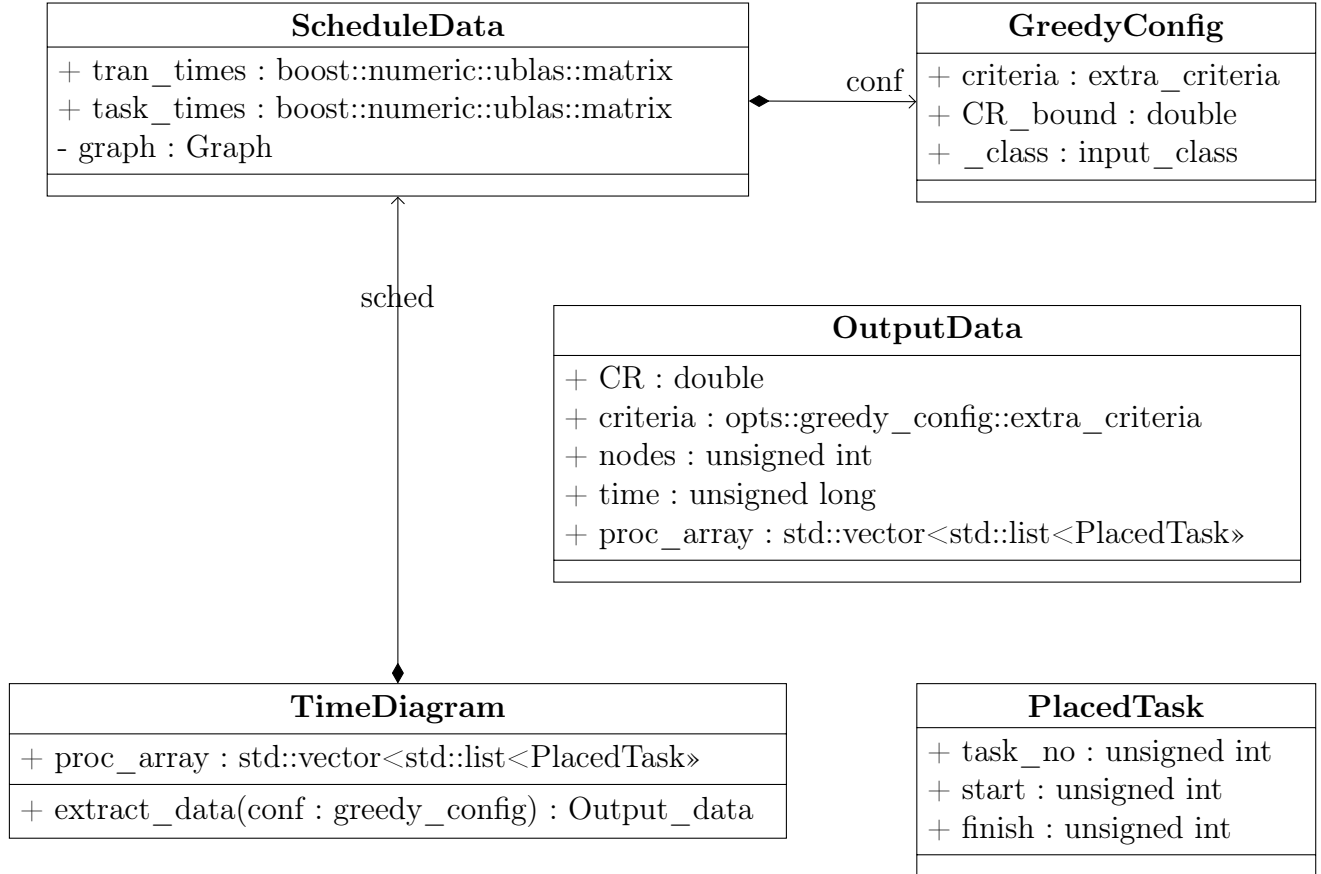 ScheduleData
+ tran_times : boost::numeric::ublas::matrix
+ task_times : boost::numeric::ublas::matrix
- graph : Graph
conf
GreedyConfig
+ criteria : extra_criteria
+ CR_bound : double
+ _class : input_class
sched
OutputData
+ CR : double
+ criteria : opts::greedy_config::extra_criteria
+ nodes : unsigned int
+ time : unsigned long
+ proc_array : std::vector<std::list<PlacedTask»
TimeDiagram
+ proc_array : std::vector<std::list<PlacedTask»
+ extract_data(conf : greedy_config) : Output_data
PlacedTask
+ task_no : unsigned int
+ start : unsigned int
+ finish : unsigned int